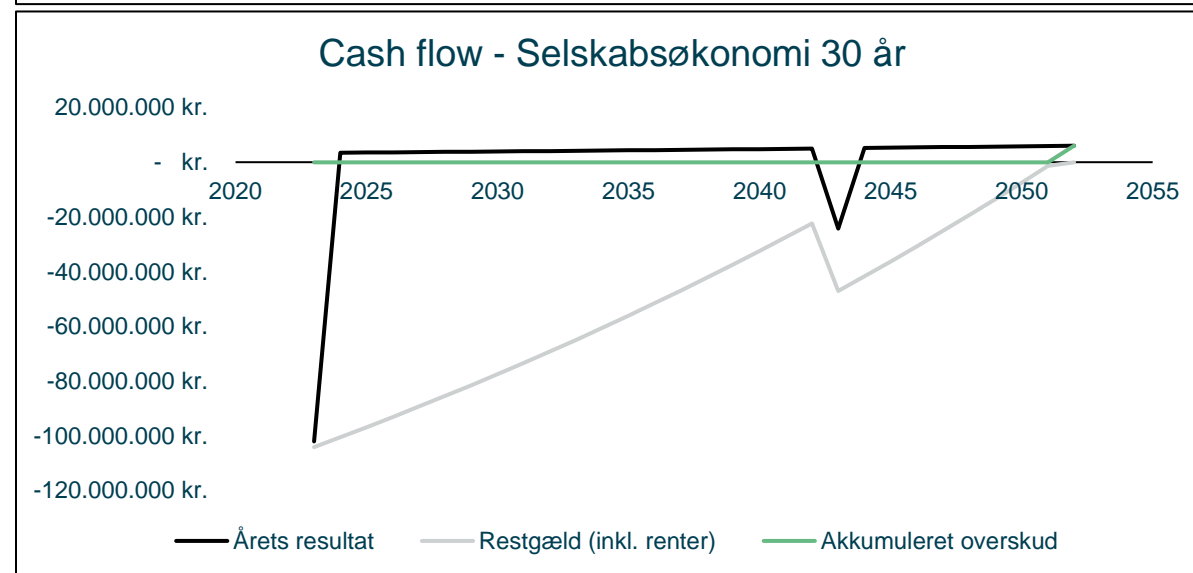 Cash flow - Selskabsøkonomi 30 år
20.000.000 kr.
- kr.
2020 2025 2030 2035 2040 2045 2050 2055
-20.000.000 kr.
-40.000.000 kr.
-60.000.000 kr.
-80.000.000 kr.
-100.000.000 kr.
-120.000.000 kr.
Årets resultat Restgæld (inkl. renter) Akkumuleret overskud